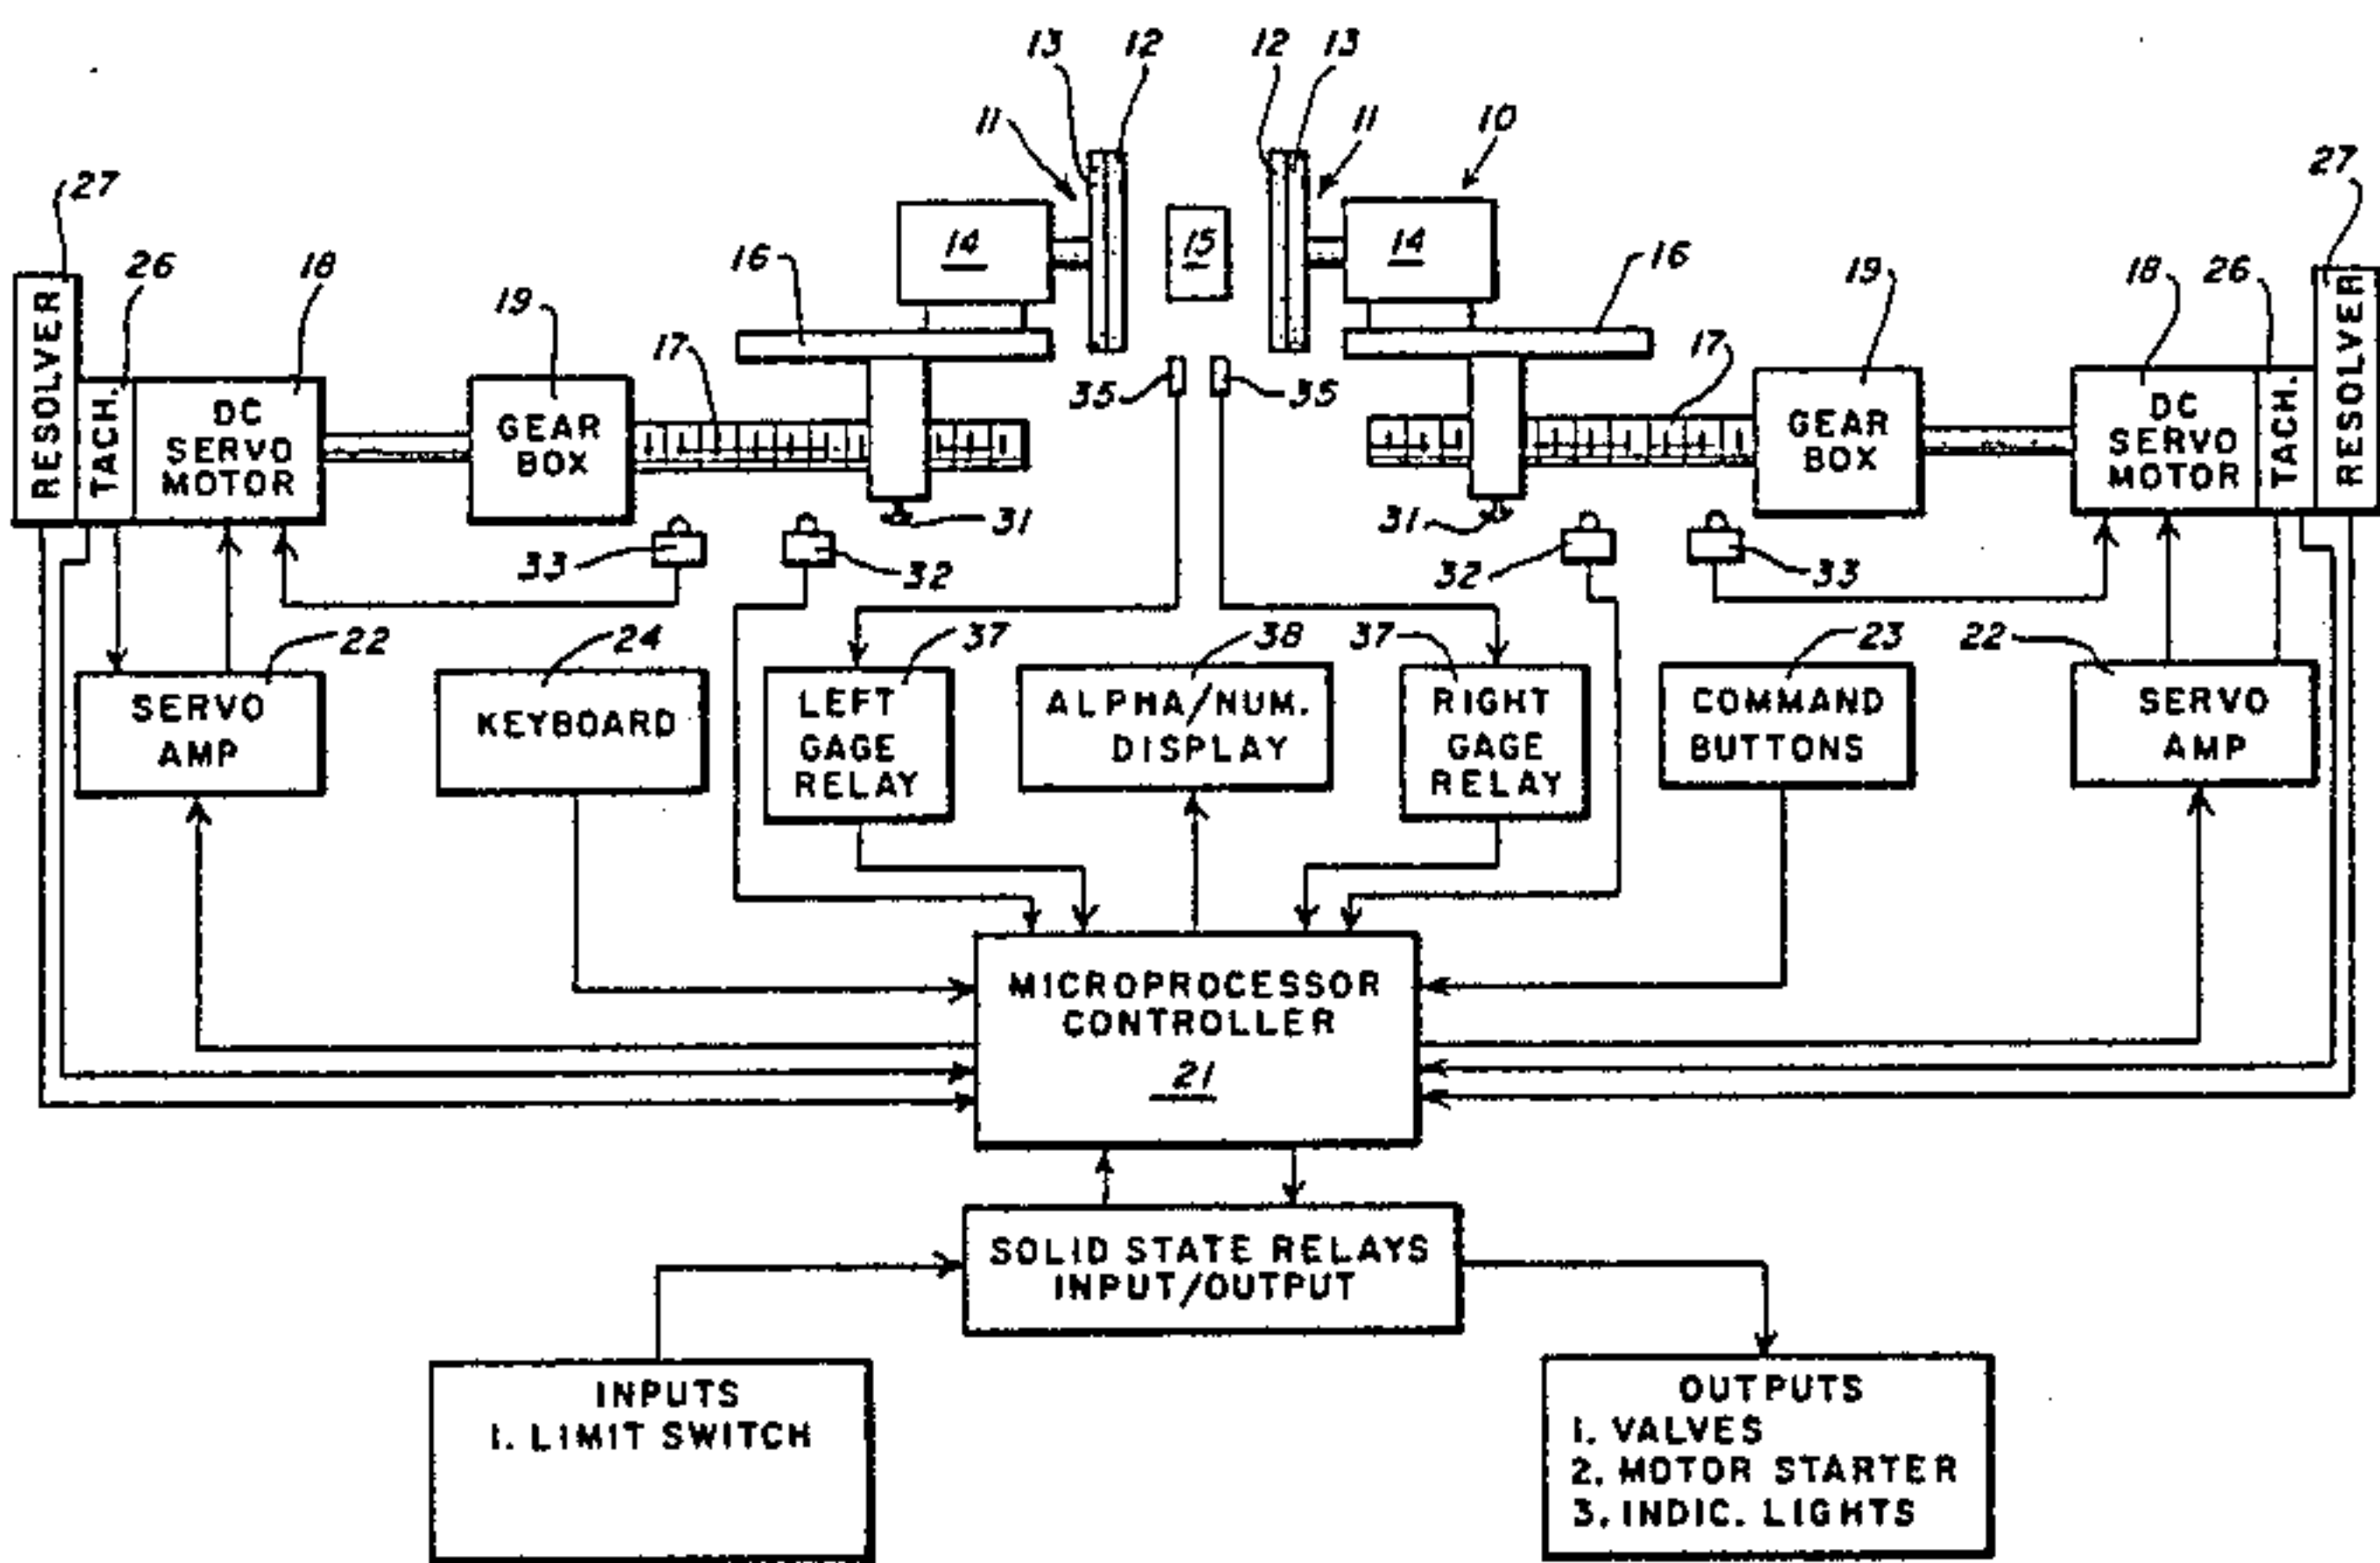 13 12 12 13
11 11 10
27 27
26 18 19 16 14 15 14 16 19 18 26
17 17
35 35
RESOLVER
TACH.
DC
SERVO
MOTOR
GEAR
BOX
GEAR
BOX
DC
SERVO
MOTOR
TACH.
RESOLVER
31 31
33 32 32 33
22 24 37 38 37 23 22
SERVO
AMP
KEYBOARD
LEFT
GAGE
RELAY
ALPHA/NUM.
DISPLAY
RIGHT
GAGE
RELAY
COMMAND
BUTTONS
SERVO
AMP
MICROPROCESSOR
CONTROLLER
21
SOLID STATE RELAYS
INPUT/OUTPUT
INPUTS
1. LIMIT SWITCH
OUTPUTS
1. VALVES
2. MOTOR STARTER
3. INDIC. LIGHTS